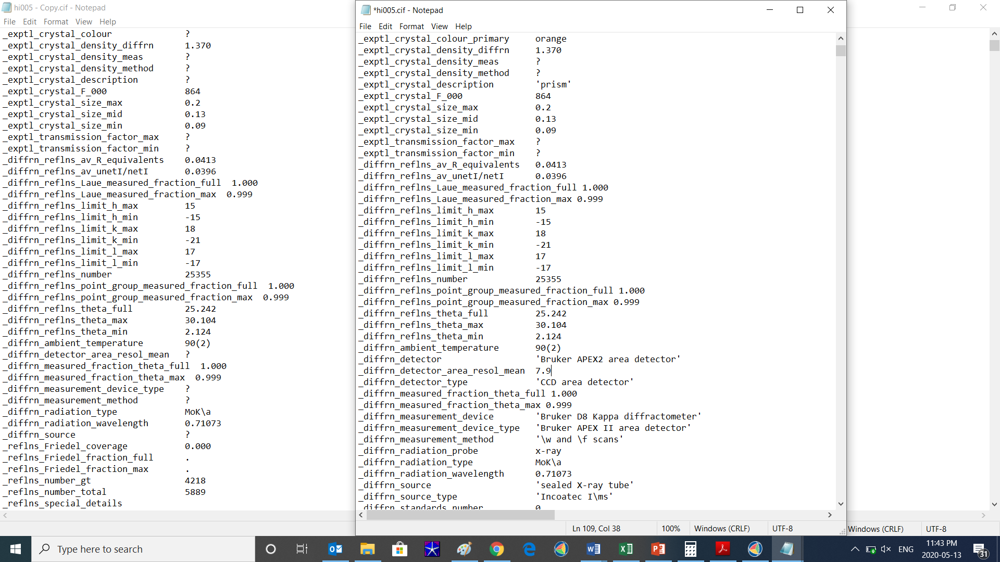 hi005 - Copy.cif - Notepad
File Edit Format View Help
_exptl_crystal_colour ?
_exptl_crystal_density_diffrn 1.370
_exptl_crystal_density_meas ?
_exptl_crystal_density_method ?
_exptl_crystal_description ?
_exptl_crystal_F_000 864
_exptl_crystal_size_max 0.2
_exptl_crystal_size_mid 0.13
_exptl_crystal_size_min 0.09
_exptl_transmission_factor_max ?
_exptl_transmission_factor_min ?
_diffrn_reflns_av_R_equivalents 0.0413
_diffrn_reflns_av_unetI/netI 0.0396
_diffrn_reflns_Laue_measured_fraction_full 1.000
_diffrn_reflns_Laue_measured_fraction_max 0.999
_diffrn_reflns_limit_h_max 15
_diffrn_reflns_limit_h_min -15
_diffrn_reflns_limit_k_max 18
_diffrn_reflns_limit_k_min -21
_diffrn_reflns_limit_l_max 17
_diffrn_reflns_limit_l_min -17
_diffrn_reflns_number 25355
_diffrn_reflns_point_group_measured_fraction_full 1.000
_diffrn_reflns_point_group_measured_fraction_max 0.999
_diffrn_reflns_theta_full 25.242
_diffrn_reflns_theta_max 30.104
_diffrn_reflns_theta_min 2.124
_diffrn_ambient_temperature 90(2)
_diffrn_detector_area_resol_mean ?
_diffrn_measured_fraction_theta_full 1.000
_diffrn_measured_fraction_theta_max 0.999
_diffrn_measurement_device_type ?
_diffrn_measurement_method ?
_diffrn_radiation_type MoK\a
_diffrn_radiation_wavelength 0.71073
_diffrn_source ?
_reflns_Friedel_coverage 0.000
_reflns_Friedel_fraction_full .
_reflns_Friedel_fraction_max .
_reflns_number_gt 4218
_reflns_number_total 5889
_reflns_special_details
*hi005.cif - Notepad
File Edit Format View Help
_exptl_crystal_colour_primary orange
_exptl_crystal_density_diffrn 1.370
_exptl_crystal_density_meas ?
_exptl_crystal_density_method ?
_exptl_crystal_description 'prism'
_exptl_crystal_F_000 864
_exptl_crystal_size_max 0.2
_exptl_crystal_size_mid 0.13
_exptl_crystal_size_min 0.09
_exptl_transmission_factor_max ?
_exptl_transmission_factor_min ?
_diffrn_reflns_av_R_equivalents 0.0413
_diffrn_reflns_av_unetI/netI 0.0396
_diffrn_reflns_Laue_measured_fraction_full 1.000
_diffrn_reflns_Laue_measured_fraction_max 0.999
_diffrn_reflns_limit_h_max 15
_diffrn_reflns_limit_h_min -15
_diffrn_reflns_limit_k_max 18
_diffrn_reflns_limit_k_min -21
_diffrn_reflns_limit_l_max 17
_diffrn_reflns_limit_l_min -17
_diffrn_reflns_number 25355
_diffrn_reflns_point_group_measured_fraction_full 1.000
_diffrn_reflns_point_group_measured_fraction_max 0.999
_diffrn_reflns_theta_full 25.242
_diffrn_reflns_theta_max 30.104
_diffrn_reflns_theta_min 2.124
_diffrn_ambient_temperature 90(2)
_diffrn_detector 'Bruker APEX2 area detector'
_diffrn_detector_area_resol_mean 7.9
_diffrn_detector_type 'CCD area detector'
_diffrn_measured_fraction_theta_full 1.000
_diffrn_measured_fraction_theta_max 0.999
_diffrn_measurement_device 'Bruker D8 Kappa diffractometer'
_diffrn_measurement_device_type 'Bruker APEX II area detector'
_diffrn_measurement_method '\w and \f scans'
_diffrn_radiation_probe x-ray
_diffrn_radiation_type MoK\a
_diffrn_radiation_wavelength 0.71073
_diffrn_source 'sealed X-ray tube'
_diffrn_source_type 'Incoatec I\ms'
_diffrn_standards_number 0
Ln 109, Col 38 100% Windows (CRLF) UTF-8
Windows (CRLF) UTF-8
Type here to search
ENG
11:43 PM
2020-05-13
31